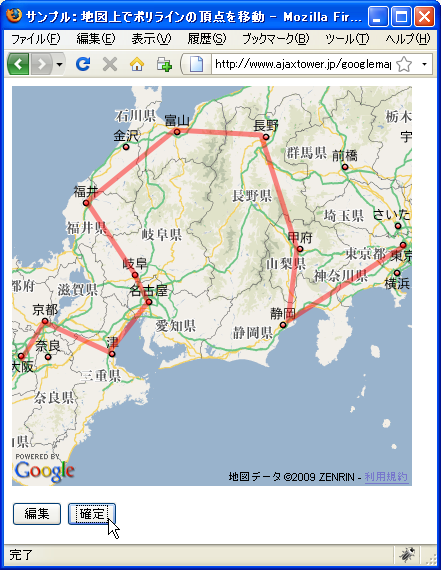 サンプル: 地図上でポリラインの頂点を移動 - Mozilla Fir...
ファイル(F) 編集(E) 表示(V) 履歴(S) ブックマーク(B) ツール(T) ヘルプ(H)
http://www.ajaxtower.jp/googlema
石川県
富山
栃木
金沢
長野
宇
群馬県
前橋
福井
長野県
埼玉県
さいた
福井県
岐阜県
甲府
東京都
東京
岐阜
山梨県
神奈川県
都府
滋賀県
名古屋
横浜
京都
静岡
愛知県
静岡県
奈良
津
大阪
三重県
奈良県
山県
POWERED BY
Google
地図データ ©2009 ZENRIN - 利用規約
編集 確定
完了